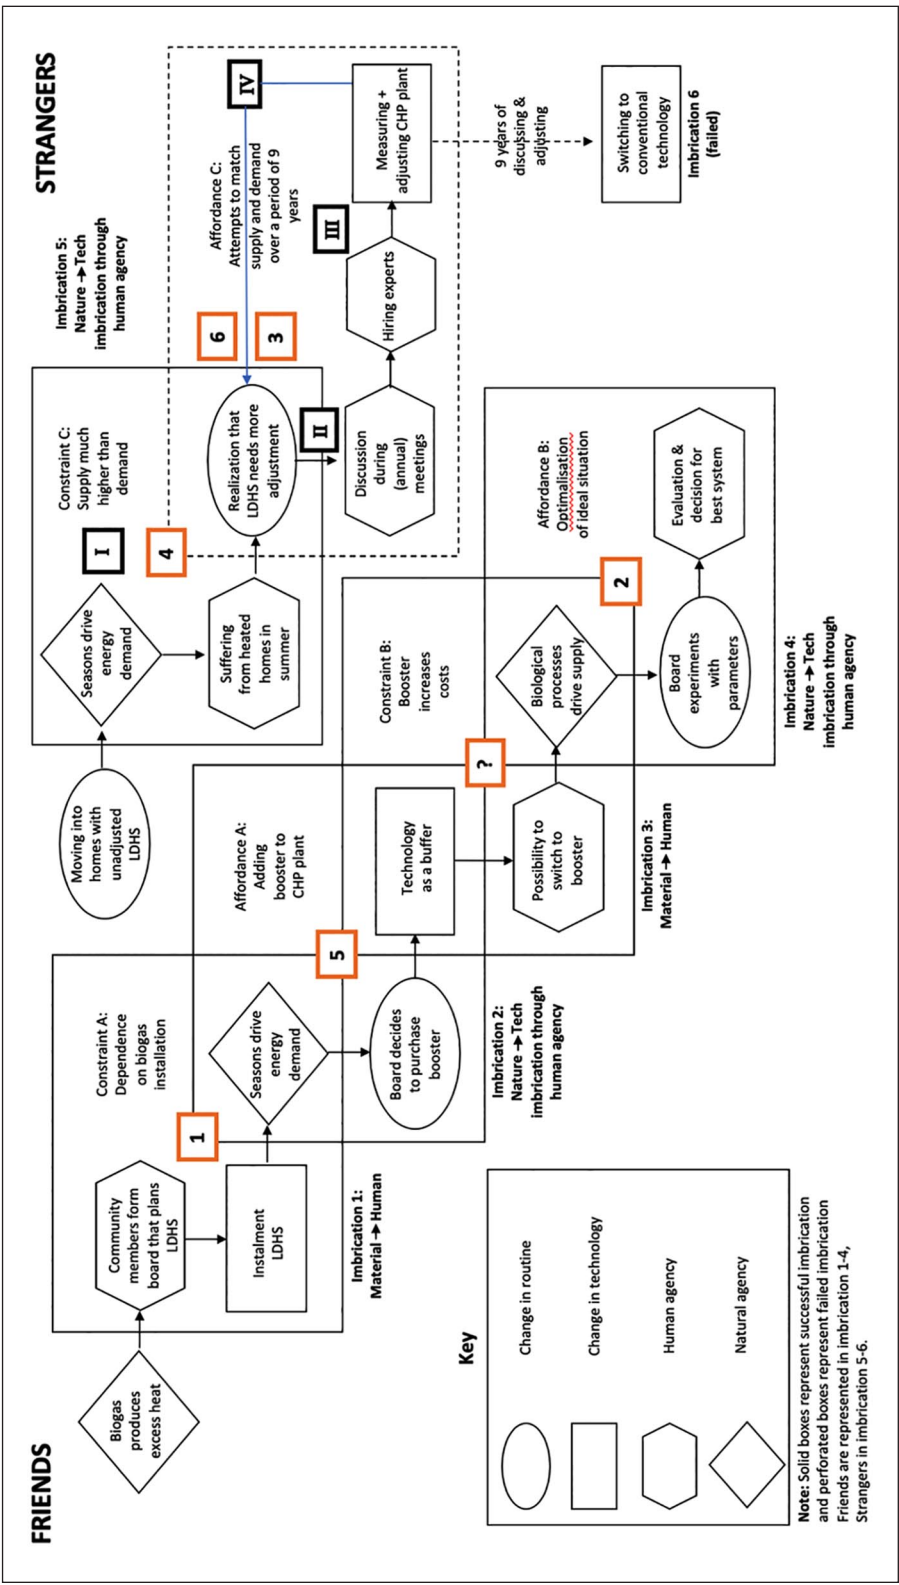 FRIENDS
STRANGERS
Biogas
produces
excess heat
Community
members form
board that plans
LDHS
Instalment
LDHS
Constraint A:
Dependence
on biogas
installation
Imbrication 1:
Material → Human
1
Seasons drive
energy
demand
Board decides
to purchase
booster
5
Affordance A:
Adding
booster to
CHP plant
Technology
as a buffer
Imbrication 2:
Nature → Tech
imbrication through
human agency
Possibility to
switch to
booster
?
Constraint B:
Booster
increases
costs
Biological
processes
drive supply
Imbrication 3:
Material → Human
2
Board
experiments
with
parameters
Affordance B:
Optimalisation
of ideal situation
Evaluation &
decision for
best system
Imbrication 4:
Nature → Tech
imbrication through
human agency
Moving into
homes with
unadjusted
LDHS
Seasons drive
energy
demand
I
Suffering
from heated
homes in
summer
4
Constraint C:
Supply much
higher than
demand
Realization that
LDHS needs more
adjustment
II
6
3
Imbrication 5:
Nature → Tech
imbrication through
human agency
Discussion
during
(annual)
meetings
Hiring experts
III
Affordance C:
Attempts to match
supply and demand
over a period of 9
years
IV
Measuring +
adjusting CHP plant
9 years of
discussing &
adjusting
Switching to
conventional
technology
Imbrication 6
(failed)
Key
Change in routine
Change in technology
Human agency
Natural agency
Note: Solid boxes represent successful imbrication
and perforated boxes represent failed imbrication
Friends are represented in imbrication 1-4,
Strangers in imbrication 5-6.